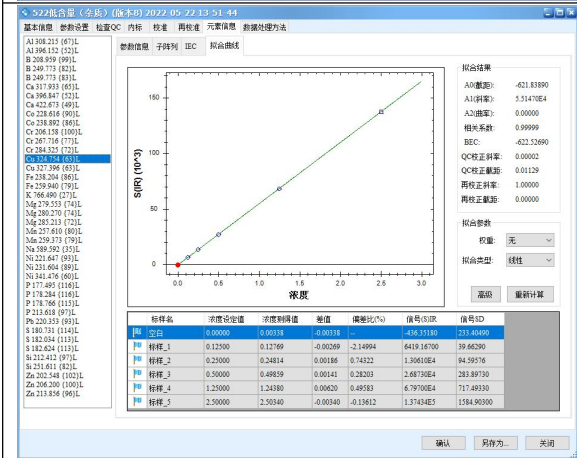 522低含量（杂质）(版本8) 2022-05-22 13-51-44
基本信息 参数设置 检查QC 内标 校准 再校准 元素信息 数据处理方法
参数信息 子阵列 IEC 拟合曲线
Al 308.215 {67}L
Al 396.152 {52}L
B 208.959 {99}L
B 249.773 {82}L
B 249.773 {83}L
Ca 317.933 {65}L
Ca 396.847 {52}L
Ca 422.673 {49}L
Co 228.616 {90}L
Co 238.892 {86}L
Cr 206.158 {100}L
Cr 267.716 {77}L
Cr 284.325 {72}L
Cu 324.754 {63}L
Cu 327.396 {63}L
Fe 238.204 {86}L
Fe 259.940 {79}L
K 766.490 {27}L
Mg 279.553 {74}L
Mg 280.270 {74}L
Mg 285.213 {72}L
Mn 257.610 {80}L
Mn 259.373 {79}L
Na 589.592 {35}L
Ni 221.647 {93}L
Ni 231.604 {89}L
Ni 341.476 {60}L
P 177.495 {116}L
P 178.284 {116}L
P 178.766 {115}L
P 213.618 {97}L
Pb 220.353 {93}L
S 180.731 {114}L
S 182.034 {113}L
S 182.624 {113}L
Si 212.412 {97}L
Si 251.611 {82}L
Zn 202.548 {102}L
Zn 206.200 {100}L
Zn 213.856 {96}L
S(IR) (10^3)
150
100
50
0
0.0 0.5 1.0 1.5 2.0 2.5 3.0
浓度
拟合结果
A0(截距): -621.83890
A1(斜率): 5.51470E4
A2(曲率): 0.00000
相关系数: 0.99999
BEC: -622.52690
QC校正斜率: 0.00002
QC校正截距: 0.01129
再校正斜率: 1.00000
再校正截距: 0.00000
拟合参数
权重: 无
拟合类型: 线性
高级 重新计算
标样名 浓度设定值 浓度测得值 差值 偏差比(%) 信号(S)IR 信号SD
空白 0.00000 0.00338 -0.00338 -- -436.35180 233.40490
标样_1 0.12500 0.12769 -0.00269 -2.14994 6419.16700 39.66290
标样_2 0.25000 0.24814 0.00186 0.74322 1.30610E4 94.59576
标样_3 0.50000 0.49859 0.00141 0.28203 2.68730E4 283.89730
标样_4 1.25000 1.24380 0.00620 0.49583 6.79700E4 717.49330
标样_5 2.50000 2.50340 -0.00340 -0.13612 1.37434E5 1584.90300
确认 另存为... 关闭